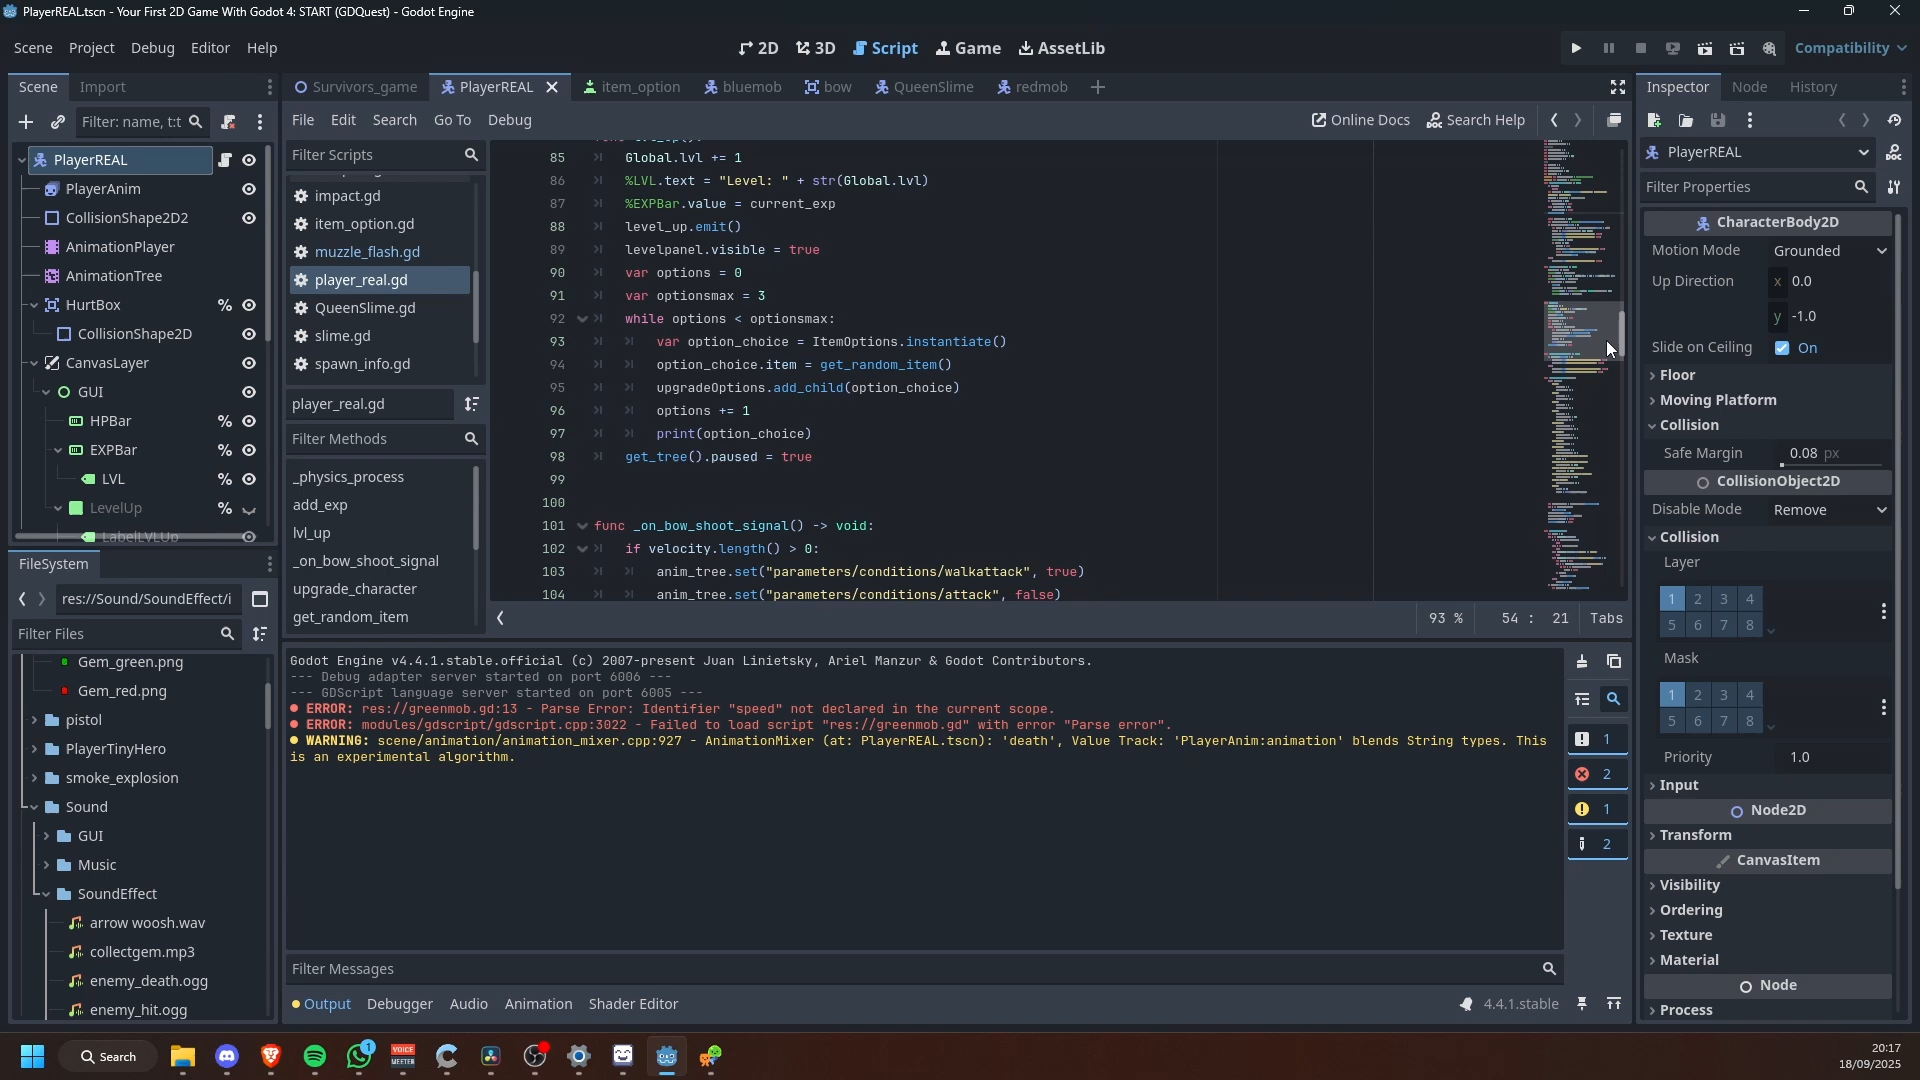 PlayerREAL.tscn - Your First 2D Game With Godot 4: START (GDQuest) - Godot Engine
Scene Project Debug Editor Help
2D 3D Script Game AssetLib
Compatibility
Scene Import
Survivors_game PlayerREAL item_option bluemob bow QueenSlime redmob
Inspector Node History
Filter: name, t:t
File Edit Search Go To Debug
Online Docs Search Help
PlayerREAL
PlayerAnim
CollisionShape2D2
AnimationPlayer
AnimationTree
HurtBox
CollisionShape2D
CanvasLayer
GUI
HPBar
EXPBar
LVL
LevelUp
LabelLVLUp
FileSystem
res://Sound/SoundEffect/i
Filter Files
Gem_green.png
Gem_red.png
pistol
PlayerTinyHero
smoke_explosion
Sound
GUI
Music
SoundEffect
arrow woosh.wav
collectgem.mp3
enemy_death.ogg
enemy_hit.ogg
Filter Scripts
impact.gd
item_option.gd
muzzle_flash.gd
player_real.gd
QueenSlime.gd
slime.gd
spawn_info.gd
player_real.gd
Filter Methods
_physics_process
add_exp
lvl_up
_on_bow_shoot_signal
upgrade_character
get_random_item
85 Global.lvl += 1
86 %LVL.text = "Level: " + str(Global.lvl)
87 %EXPBar.value = current_exp
88 level_up.emit()
89 levelpanel.visible = true
90 var options = 0
91 var optionsmax = 3
92 while options < optionsmax:
93 var option_choice = ItemOptions.instantiate()
94 option_choice.item = get_random_item()
95 upgradeOptions.add_child(option_choice)
96 options += 1
97 print(option_choice)
98 get_tree().paused = true
99
100
101 func _on_bow_shoot_signal() -> void:
102 if velocity.length() > 0:
103 anim_tree.set("parameters/conditions/walkattack", true)
104 anim_tree.set("parameters/conditions/attack", false)
93 % 54 : 21 Tabs
Godot Engine v4.4.1.stable.official (c) 2007-present Juan Linietsky, Ariel Manzur & Godot Contributors.
--- Debug adapter server started on port 6006 ---
--- GDScript language server started on port 6005 ---
ERROR: res://greenmob.gd:13 - Parse Error: Identifier "speed" not declared in the current scope.
ERROR: modules/gdscript/gdscript.cpp:3022 - Failed to load script "res://greenmob.gd" with error "Parse error".
WARNING: scene/animation/animation_mixer.cpp:927 - AnimationMixer (at: PlayerREAL.tscn): 'death', Value Track: 'PlayerAnim:animation' blends String types. This
is an experimental algorithm.
1
2
1
2
Filter Messages
Output Debugger Audio Animation Shader Editor
4.4.1.stable
PlayerREAL
Filter Properties
CharacterBody2D
Motion Mode Grounded
Up Direction x 0.0
y -1.0
Slide on Ceiling On
Floor
Moving Platform
Collision
Safe Margin 0.08 px
CollisionObject2D
Disable Mode Remove
Collision
Layer
1 2 3 4
5 6 7 8
Mask
1 2 3 4
5 6 7 8
Priority 1.0
Input
Node2D
Transform
CanvasItem
Visibility
Ordering
Texture
Material
Node
Process
Search
1
VOICE
MEETER
20:17
18/09/2025